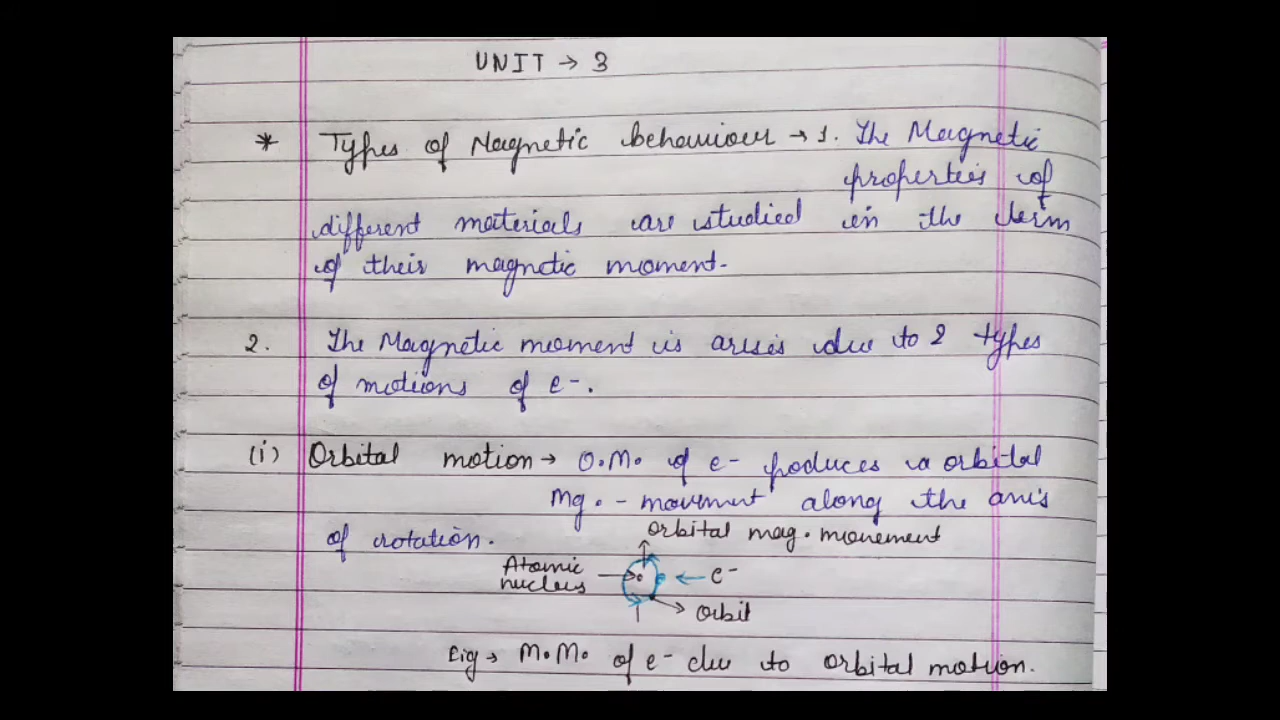 UNIT → 3
* Types of Magnetic behaviour → 1. The Magnetic
properties of
different materials are studied in the term
of their magnetic moment.
2. The Magnetic moment is arises due to 2 types
of motions of e-.
(i) Orbital motion → O.M. of e- produces a orbital
Mg. - movement along the axis
of rotation.
orbital mag. movement
Atomic
nucleus
e-
orbit
Fig → M.M. of e- due to orbital motion.